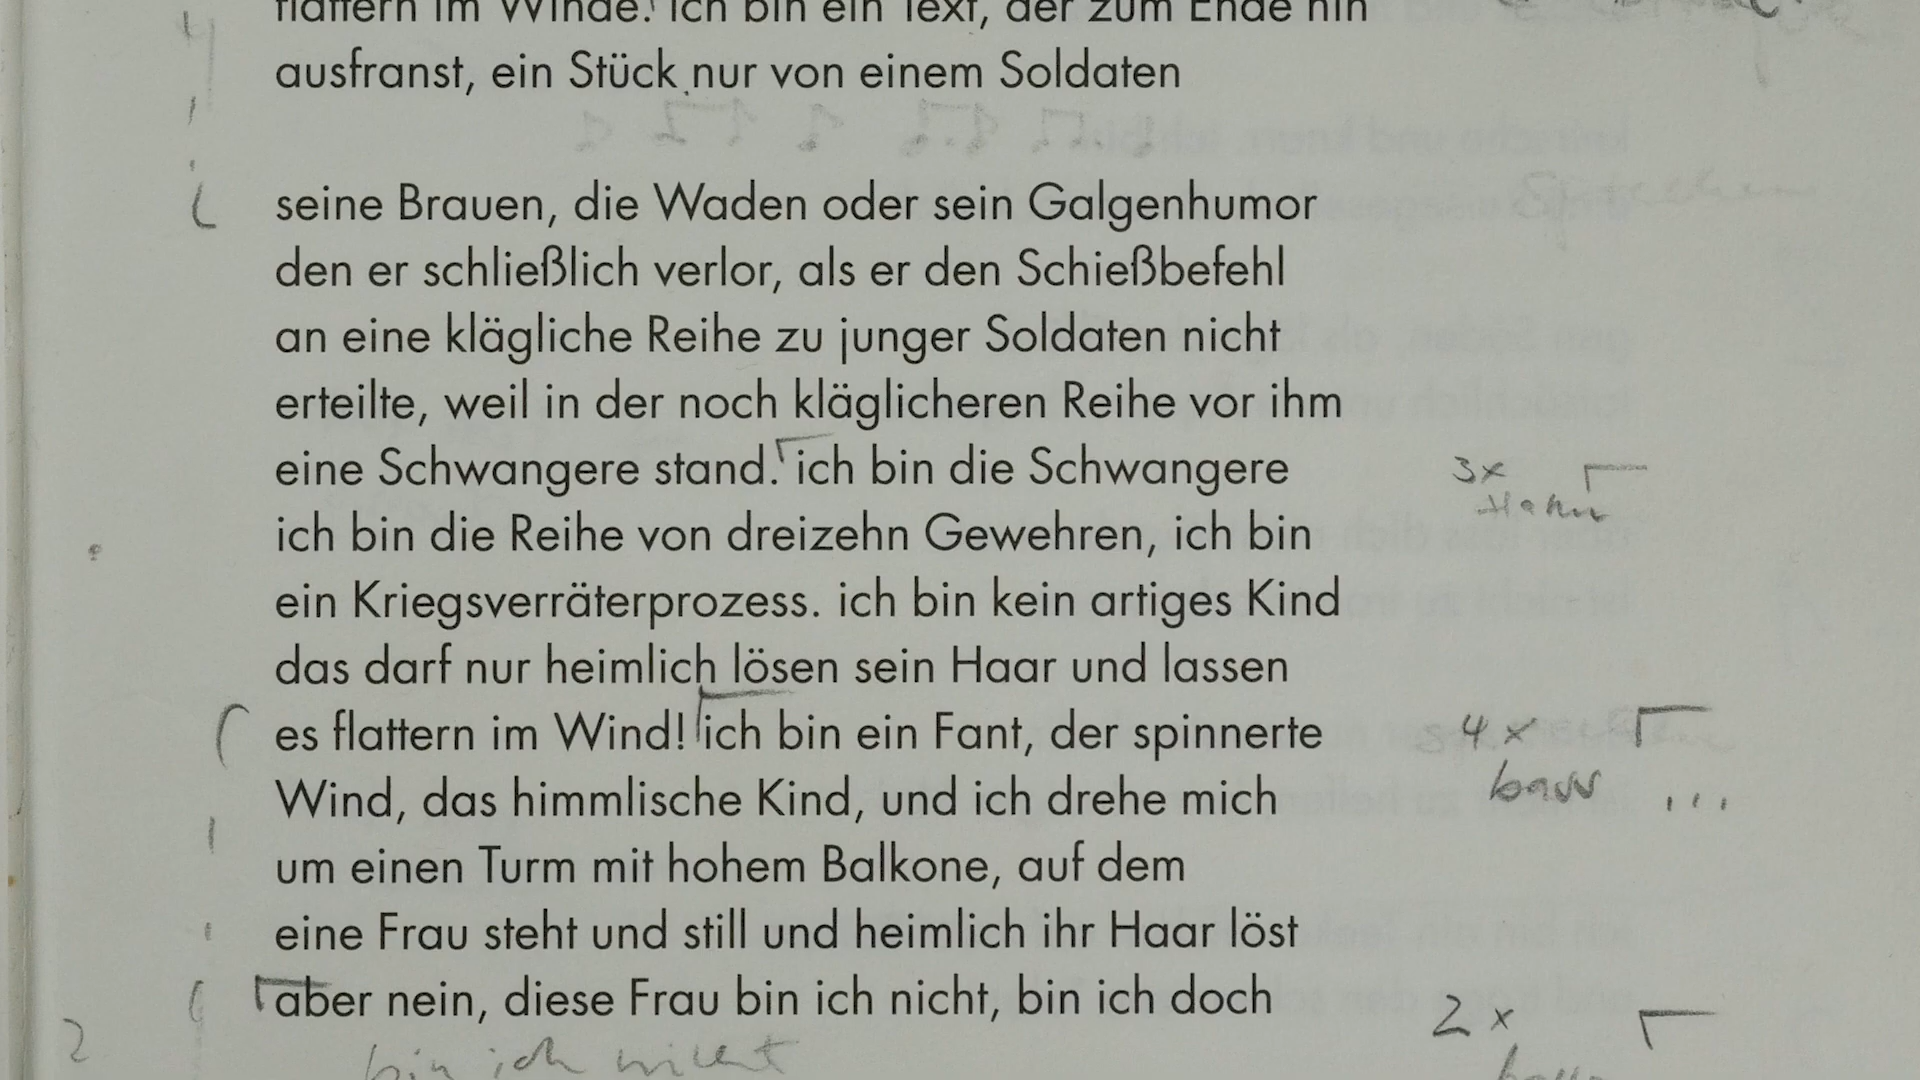 flattern im Winde. ich bin ein Text, der zum Ende hin
ausfranst, ein Stück nur von einem Soldaten
seine Brauen, die Waden oder sein Galgenhumor
den er schließlich verlor, als er den Schießbefehl
an eine klägliche Reihe zu junger Soldaten nicht
erteilte, weil in der noch kläglicheren Reihe vor ihm
eine Schwangere stand. ich bin die Schwangere
3x
ich bin die Reihe von dreizehn Gewehren, ich bin
ein Kriegsverräterprozess. ich bin kein artiges Kind
das darf nur heimlich lösen sein Haar und lassen
es flattern im Wind! ich bin ein Fant, der spinnerte
4x
Wind, das himmlische Kind, und ich drehe mich
bass ...
um einen Turm mit hohem Balkone, auf dem
eine Frau steht und still und heimlich ihr Haar löst
aber nein, diese Frau bin ich nicht, bin ich doch
2x
2
bin ich nicht